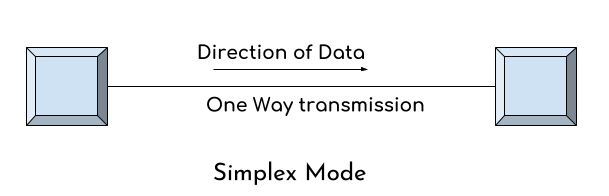 Direction of Data
One Way transmission
Simplex Mode